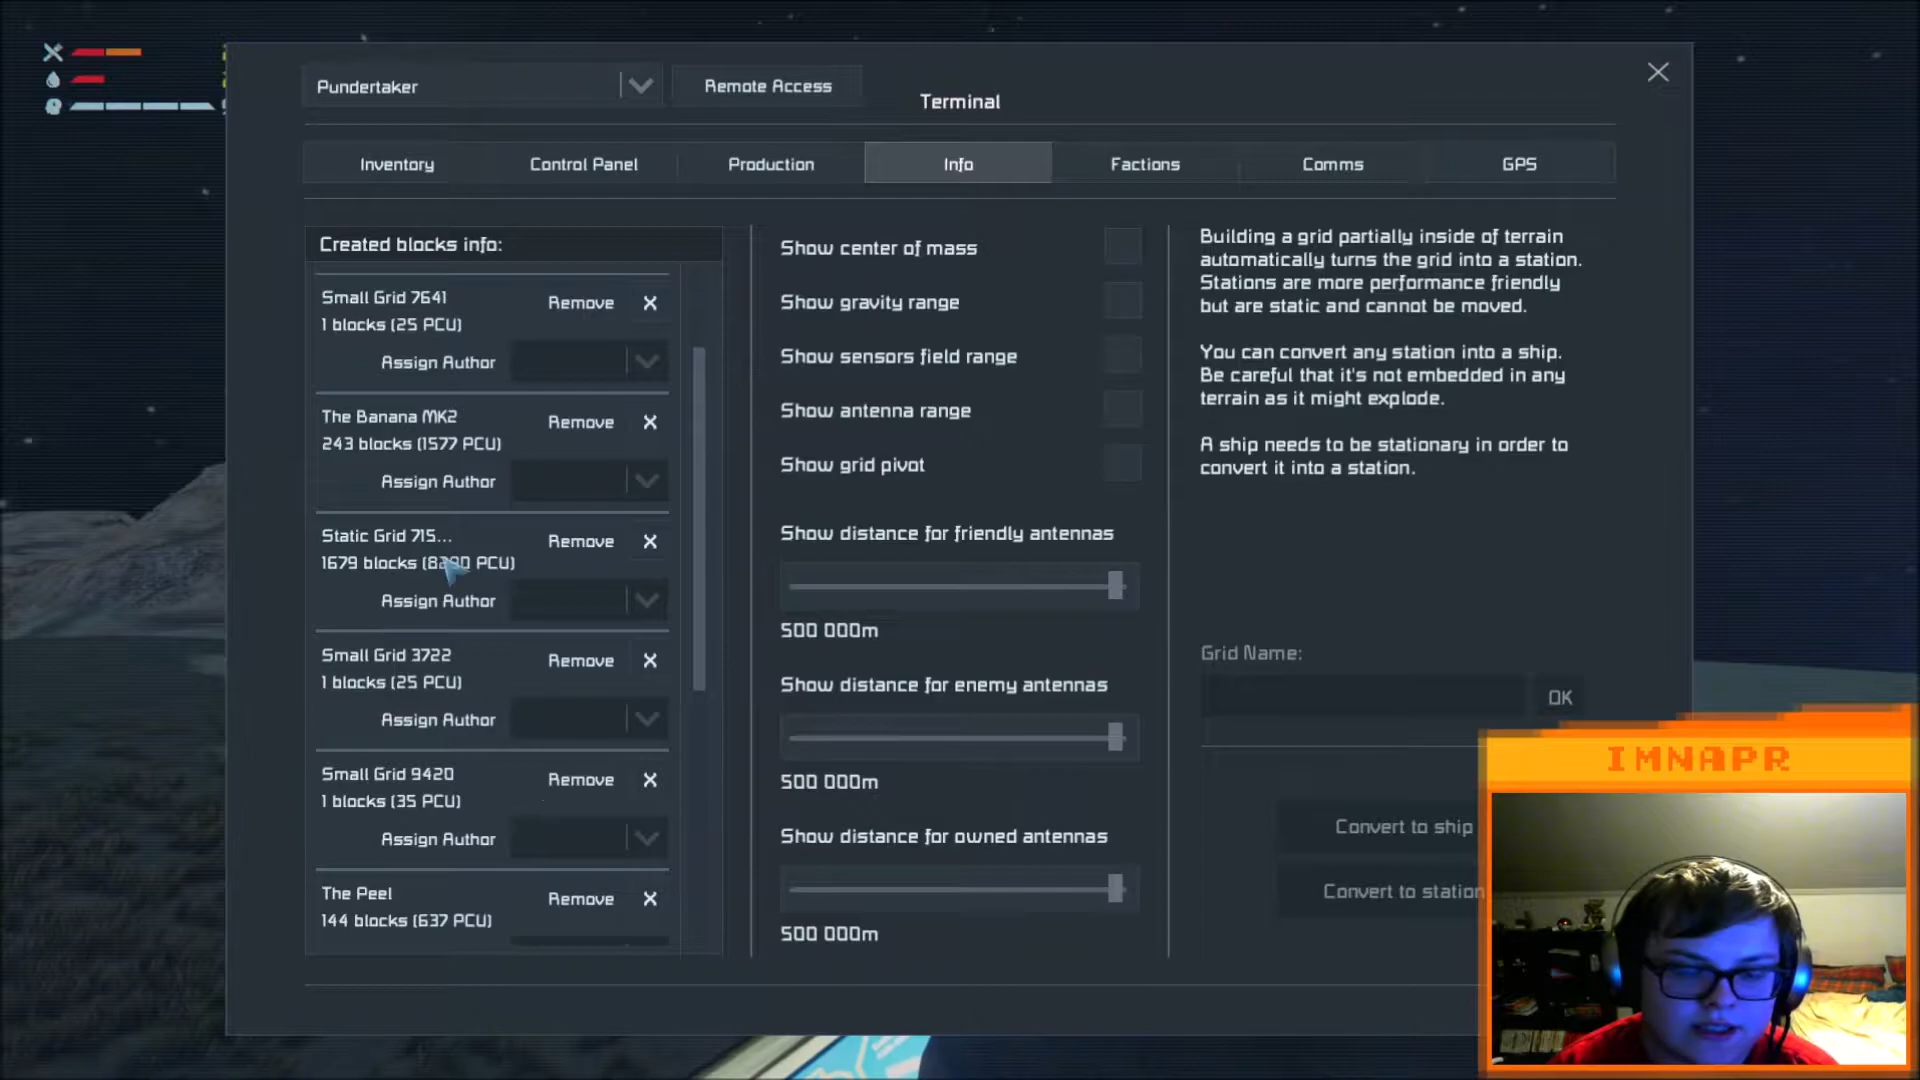 Pundertaker
Remote Access
Terminal
Inventory
Control Panel
Production
Info
Factions
Comms
GPS
Created blocks info:
Small Grid 7641
Remove
1 blocks (25 PCU)
Assign Author
The Banana MK2
Remove
243 blocks (1577 PCU)
Assign Author
Static Grid 715...
Remove
1679 blocks PCU)
Assign Author
Small Grid 3722
Remove
1 blocks (25 PCU)
Assign Author
Small Grid 9420
Remove
1 blocks (35 PCU)
Assign Author
The Peel
Remove
144 blocks (637 PCU)
Show center of mass
Show gravity range
Show sensors field range
Show antenna range
Show grid pivot
Show distance for friendly antennas
500 000m
Show distance for enemy antennas
500 000m
Show distance for owned antennas
500 000m
Building a grid partially inside of terrain
automatically turns the grid into a station.
Stations are more performance friendly
but are static and cannot be moved.
You can convert any station into a ship.
Be careful that it's not embedded in any
terrain as it might explode.
A ship needs to be stationary in order to
convert it into a station.
Grid Name:
OK
Convert to ship
Convert to station
IMNAPR